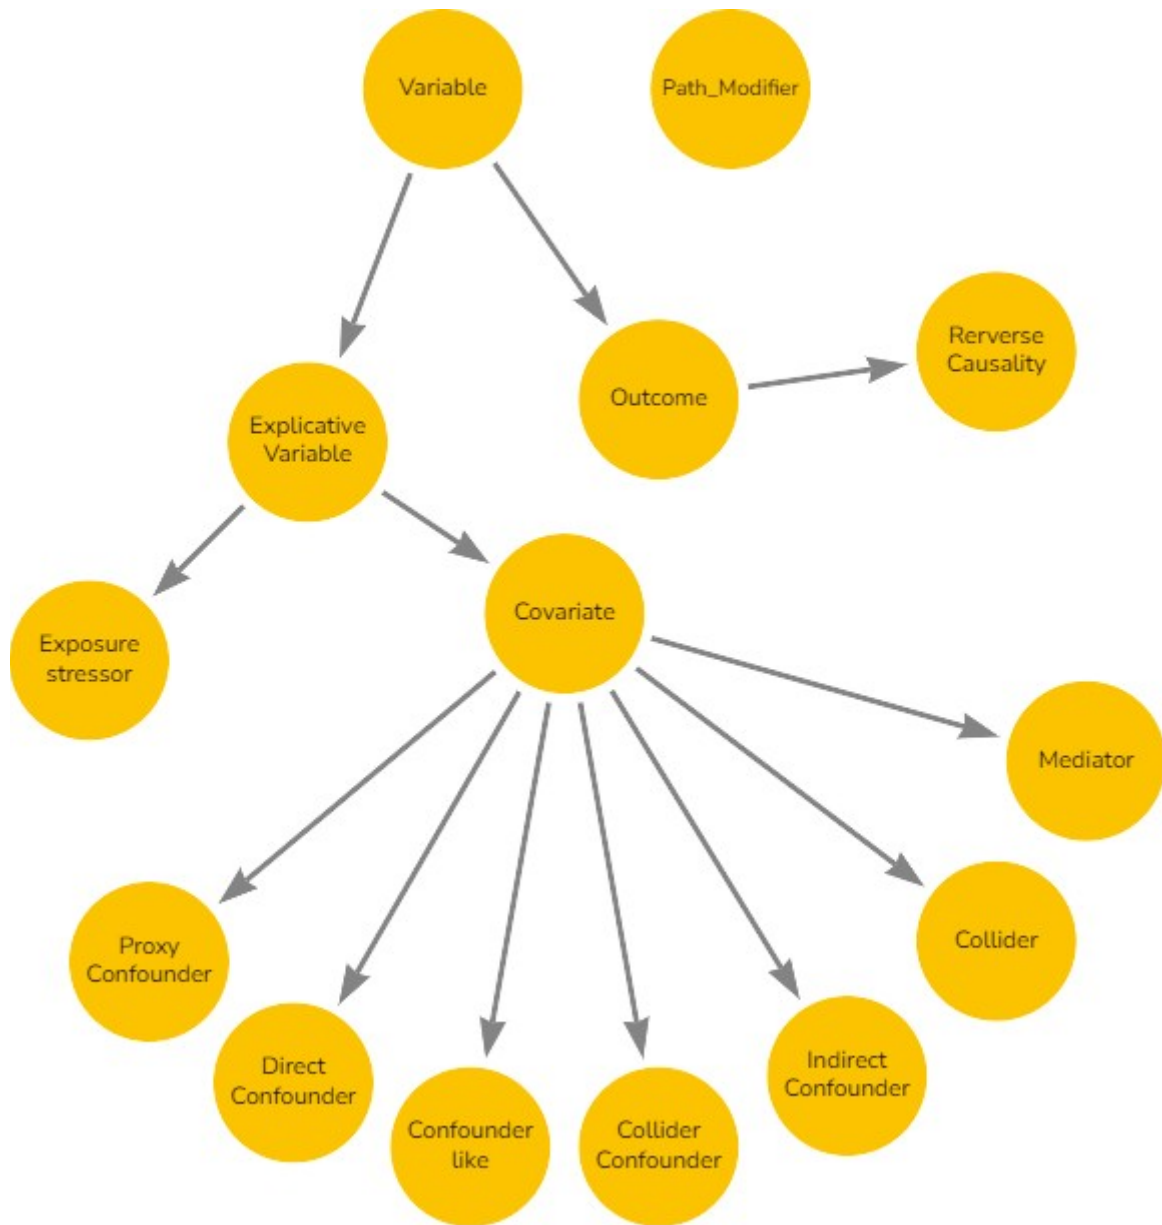 Variable
Path_Modifier
Rerverse
Causality
Outcome
Explicative
Variable
Covariate
Exposure
stressor
Mediator
Collider
Proxy
Confounder
Direct
Confounder
Indirect
Confounder
Confounder
like
Collider
Confounder